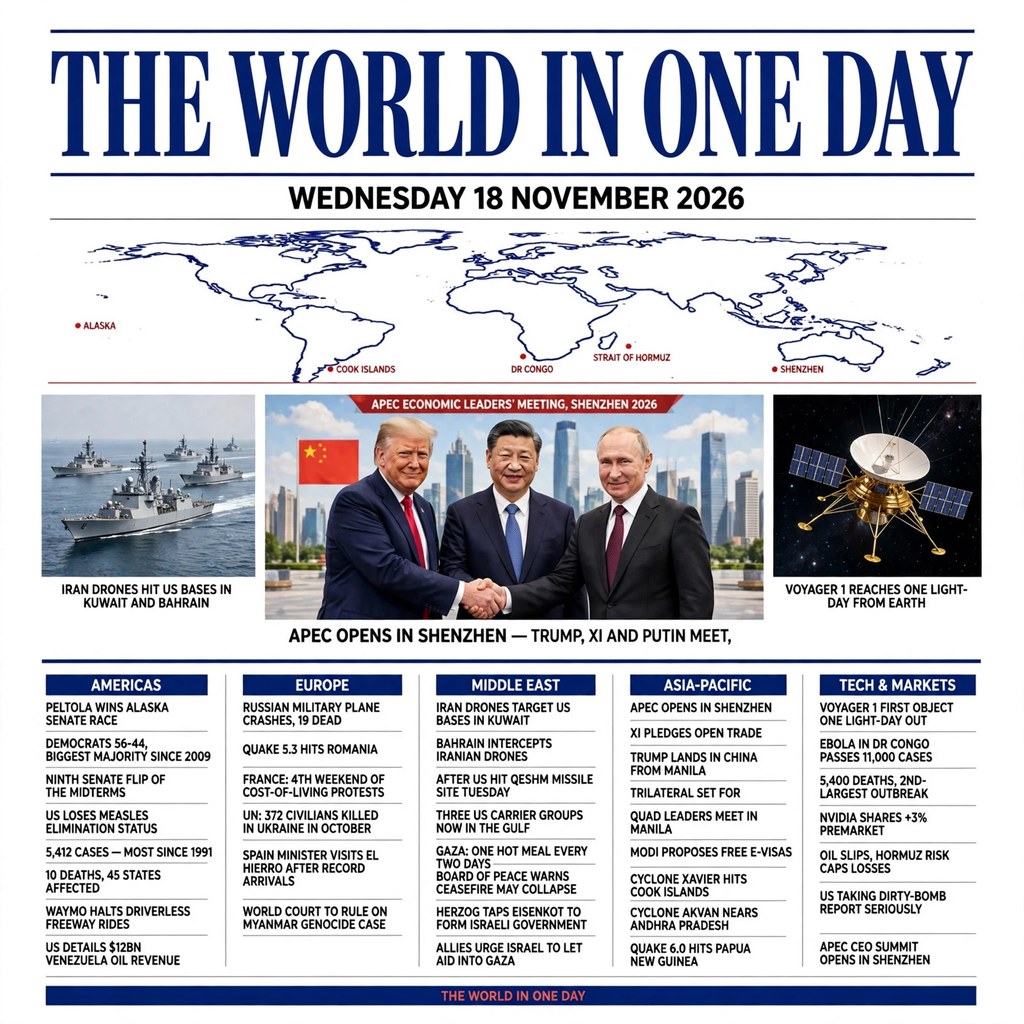 THE WORLD IN ONE DAY
WEDNESDAY 18 NOVEMBER 2026
ALASKA
COOK ISLANDS
DR CONGO
STRAIT OF HORMUZ
SHENZHEN
APEC ECONOMIC LEADERS' MEETING, SHENZHEN 2026
IRAN DRONES HIT US BASES IN
KUWAIT AND BAHRAIN
APEC OPENS IN SHENZHEN — TRUMP, XI AND PUTIN MEET,
VOYAGER 1 REACHES ONE LIGHT-
DAY FROM EARTH
AMERICAS
PELTOLA WINS ALASKA
SENATE RACE
DEMOCRATS 56-44,
BIGGEST MAJORITY SINCE 2009
NINTH SENATE FLIP OF
THE MIDTERMS
US LOSES MEASLES
ELIMINATION STATUS
5,412 CASES — MOST SINCE 1991
10 DEATHS, 45 STATES
AFFECTED
WAYMO HALTS DRIVERLESS
FREEWAY RIDES
US DETAILS $12BN
VENEZUELA OIL REVENUE
EUROPE
RUSSIAN MILITARY PLANE
CRASHES, 19 DEAD
QUAKE 5.3 HITS ROMANIA
FRANCE: 4TH WEEKEND OF
COST-OF-LIVING PROTESTS
UN: 372 CIVILIANS KILLED
IN UKRAINE IN OCTOBER
SPAIN MINISTER VISITS EL
HIERRO AFTER RECORD
ARRIVALS
WORLD COURT TO RULE ON
MYANMAR GENOCIDE CASE
MIDDLE EAST
IRAN DRONES TARGET US
BASES IN KUWAIT
BAHRAIN INTERCEPTS
IRANIAN DRONES
AFTER US HIT QESHM MISSILE
SITE TUESDAY
THREE US CARRIER GROUPS
NOW IN THE GULF
GAZA: ONE HOT MEAL EVERY
TWO DAYS
BOARD OF PEACE WARNS
CEASEFIRE MAY COLLAPSE
HERZOG TAPS EISENKOT TO
FORM ISRAELI GOVERNMENT
ALLIES URGE ISRAEL TO LET
AID INTO GAZA
ASIA-PACIFIC
APEC OPENS IN SHENZHEN
XI PLEDGES OPEN TRADE
TRUMP LANDS IN CHINA
FROM MANILA
TRILATERAL SET FOR
QUAD LEADERS MEET IN
MANILA
MODI PROPOSES FREE E-VISAS
CYCLONE XAVIER HITS
COOK ISLANDS
CYCLONE AKVAN NEARS
ANDHRA PRADESH
QUAKE 6.0 HITS PAPUA
NEW GUINEA
TECH & MARKETS
VOYAGER 1 FIRST OBJECT
ONE LIGHT-DAY OUT
EBOLA IN DR CONGO
PASSES 11,000 CASES
5,400 DEATHS, 2ND-
LARGEST OUTBREAK
NVIDIA SHARES +3%
PREMARKET
OIL SLIPS, HORMUZ RISK
CAPS LOSSES
US TAKING DIRTY-BOMB
REPORT SERIOUSLY
APEC CEO SUMMIT
OPENS IN SHENZHEN
THE WORLD IN ONE DAY